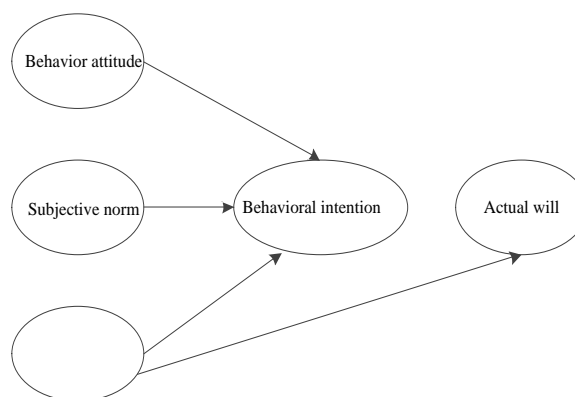 Behavior attitude
Subjective norm
Behavioral intention
Actual will